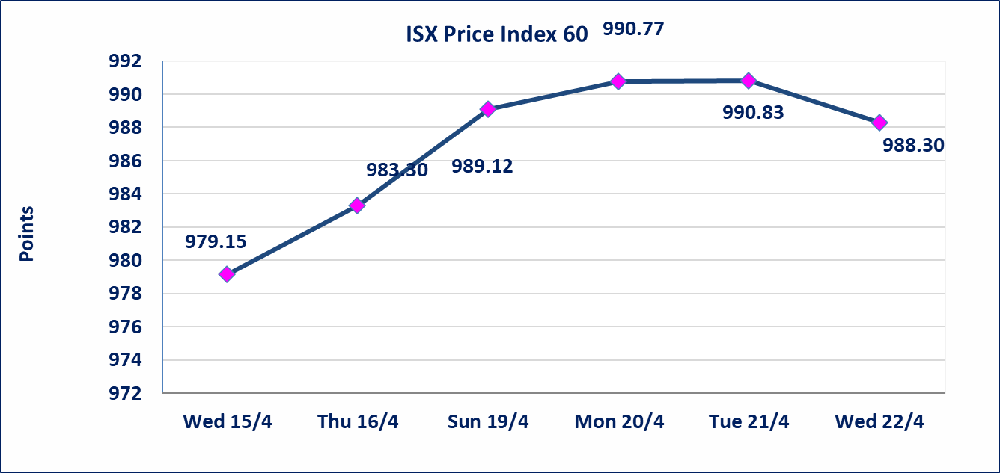 ISX Price Index 60
990.77
992
990
988
986
984
982
980
978
976
974
972
Points
979.15
983.30
989.12
990.83
988.30
Wed 15/4
Thu 16/4
Sun 19/4
Mon 20/4
Tue 21/4
Wed 22/4